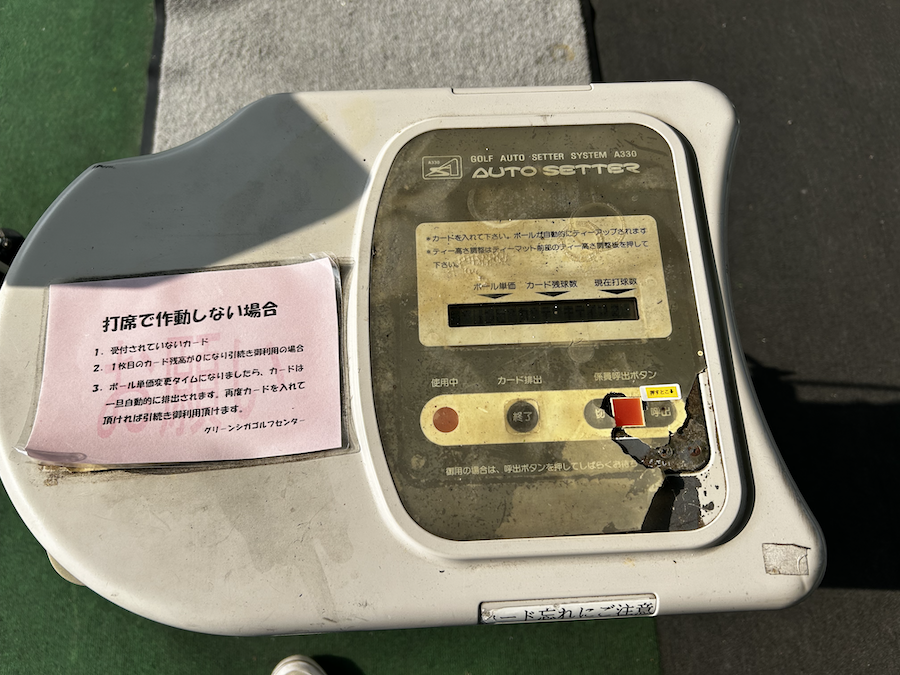 A330
GOLF AUTO SETTER SYSTEM A330
AUTO SETTER
*カードを入れて下さい。ボールが自動的にティーアップされます
*ティー高さ調整はティーマット前部のティー高さ調整板を押して
下さい。
ボール単価 カード残球数 現在打球数
使用中 カード排出 係員呼出ボタン
終了 切 呼出
押すとこ
御用の場合は、呼出ボタンを押してしばらくお待ち さい
打席で作動しない場合
1. 受付されていないカード
2. 1枚目のカード残高が0になり引続き御利用の場合
3. ボール単価変更タイムになりましたら、カードは
一旦自動的に排出されます。再度カードを入れて
頂ければ引続き御利用頂けます。
グリーンシガゴルフセンター
ード忘れにご注意